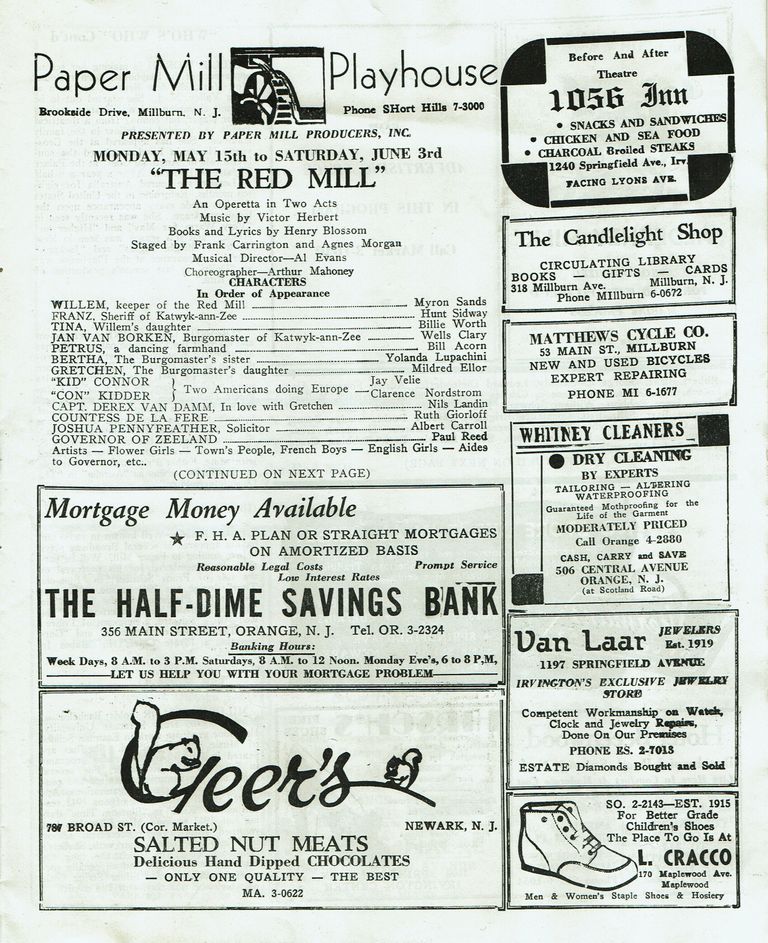 Paper Mill Playhouse
Brookside Drive, Millburn, N. J. Phone SHort Hills 7-3000
PRESENTED BY PAPER MILL PRODUCERS, INC.
MONDAY, MAY 15th to SATURDAY, JUNE 3rd
"THE RED MILL"
An Operetta in Two Acts
Music by Victor Herbert
Books and Lyrics by Henry Blossom
Staged by Frank Carrington and Agnes Morgan
Musical Director—Al Evans
Choreographer—Arthur Mahoney
CHARACTERS
In Order of Appearance
WILLEM, keeper of the Red Mill Myron Sands
FRANZ, Sheriff of Katwyk-ann-Zee Hunt Sidway
TINA, Willem's daughter Billie Worth
JAN VAN BORKEN, Burgomaster of Katwyk-ann-Zee Wells Clary
PETRUS, a dancing farmhand Bill Acorn
BERTHA, The Burgomaster's sister Yolanda Lupachini
GRETCHEN, The Burgomaster's daughter Mildred Ellor
"KID" CONNOR Jay Velie
Two Americans doing Europe
"CON" KIDDER Clarence Nordstrom
CAPT. DEREX VAN DAMM, In love with Gretchen Nils Landin
COUNTESS DE LA FERE Ruth Giorloff
JOSHUA PENNYFEATHER, Solicitor Albert Carroll
GOVERNOR OF ZEELAND Paul Reed
Artists — Flower Girls — Town's People, French Boys — English Girls — Aides
to Governor, etc..
(CONTINUED ON NEXT PAGE)
Mortgage Money Available
★ F. H. A. PLAN OR STRAIGHT MORTGAGES
ON AMORTIZED BASIS
Reasonable Legal Costs Prompt Service
Low Interest Rates
THE HALF-DIME SAVINGS BANK
356 MAIN STREET, ORANGE, N. J. Tel. OR. 3-2324
Banking Hours:
Week Days, 8 A.M. to 3 P.M. Saturdays, 8 A.M. to 12 Noon. Monday Eve's, 6 to 8 P,M,
LET US HELP YOU WITH YOUR MORTGAGE PROBLEM
Geer's
787 BROAD ST. (Cor. Market.) NEWARK, N. J.
SALTED NUT MEATS
Delicious Hand Dipped CHOCOLATES
— ONLY ONE QUALITY — THE BEST
MA. 3-0622
Before And After
Theatre
1056 Inn
• SNACKS AND SANDWICHES
• CHICKEN AND SEA FOOD
• CHARCOAL Broiled STEAKS
1240 Springfield Ave., Irv.
FACING LYONS AVE.
The Candlelight Shop
CIRCULATING LIBRARY
BOOKS — GIFTS — CARDS
318 Millburn Ave. Millburn, N. J.
Phone MIllburn 6-0672
MATTHEWS CYCLE CO.
53 MAIN ST., MILLBURN
NEW AND USED BICYCLES
EXPERT REPAIRING
PHONE MI 6-1677
WHITNEY CLEANERS
● DRY CLEANING
BY EXPERTS
TAILORING — ALTERING
WATERPROOFING
Guaranteed Mothproofing for the
Life of the Garment
MODERATELY PRICED
Call Orange 4-2880
CASH, CARRY and SAVE
506 CENTRAL AVENUE
ORANGE, N. J.
(at Scotland Road)
Van Laar JEWELERS
Est. 1919
1197 SPRINGFIELD AVENUE
IRVINGTON'S EXCLUSIVE JEWELRY
STORE
Competent Workmanship on Watch,
Clock and Jewelry Repairs,
Done On Our Premises
PHONE ES. 2-7013
ESTATE Diamonds Bought and Sold
SO. 2-2143—EST. 1915
For Better Grade
Children's Shoes
The Place To Go Is At
L. CRACCO
170 Maplewood Ave.
Maplewood
Men & Women's Staple Shoes & Hosiery